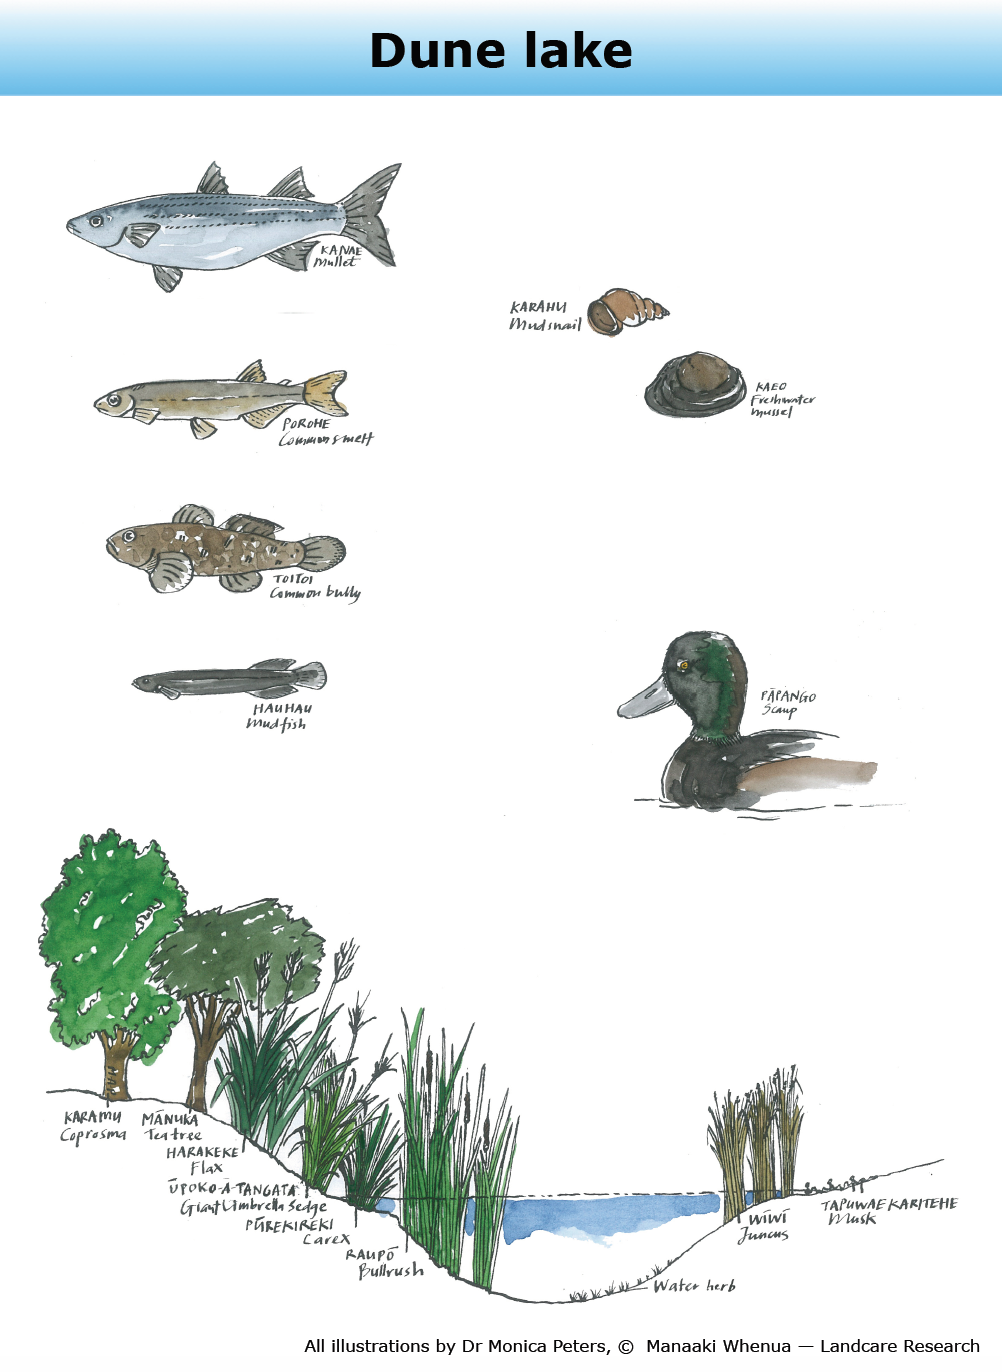 Dune lake
KANAE
Mullet
KARAHU
Mudsnail
POROHE
Common smelt
KAEO
Freshwater
mussel
TOITOI
Common bully
HAUHAU
Mudfish
PĀPANGO
Scaup
KARAMU
Coprosma
MĀNUKA
Tea tree
HARAKEKE
Flax
ŪPOKO-Ā-TANGATA
Giant Umbrella Sedge
PŪREKIREKI
Carex
RAUPŌ
Bullrush
WĪWĪ
Juncus
TAPUWAE KARITEHE
Musk
Water herb
All illustrations by Dr Monica Peters, © Manaaki Whenua — Landcare Research